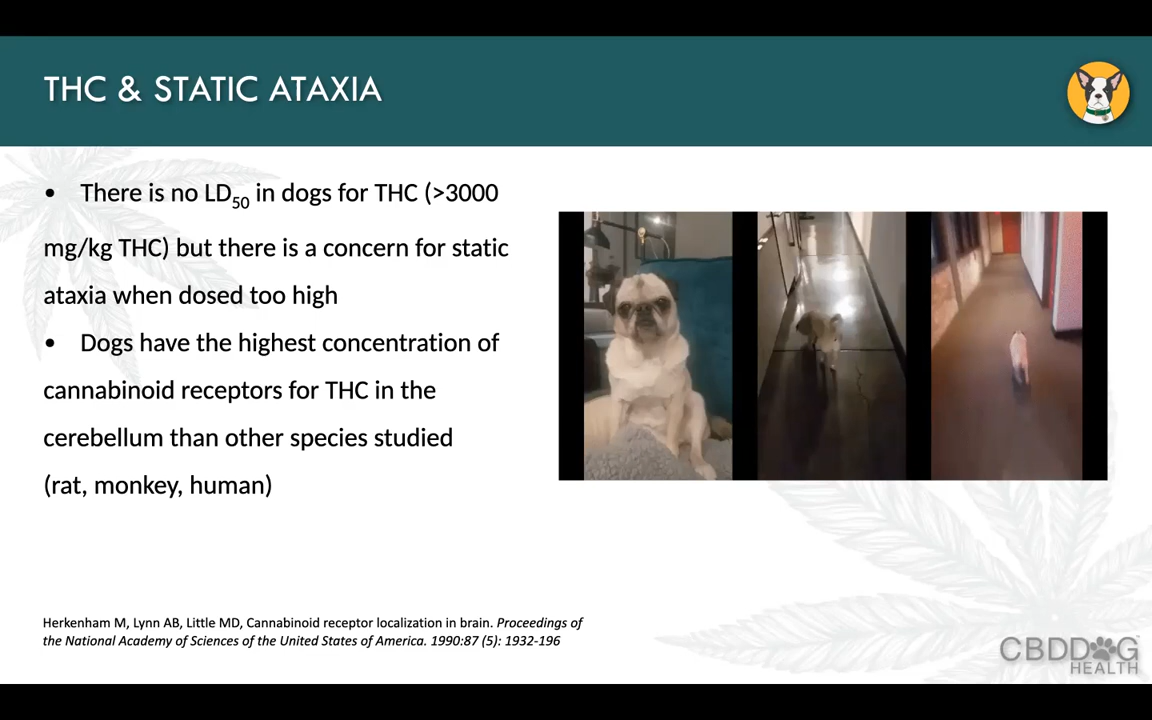 THC & STATIC ATAXIA
• There is no LD50 in dogs for THC (>3000
mg/kg THC) but there is a concern for static
ataxia when dosed too high
• Dogs have the highest concentration of
cannabinoid receptors for THC in the
cerebellum than other species studied
(rat, monkey, human)
Herkenham M, Lynn AB, Little MD, Cannabinoid receptor localization in brain. Proceedings of
the National Academy of Sciences of the United States of America. 1990:87 (5): 1932-196
CBDDOG
HEALTH